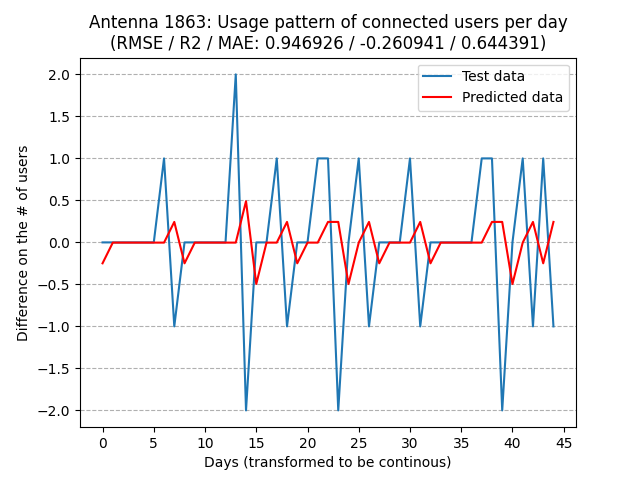 Antenna 1863: Usage pattern of connected users per day
(RMSE / R2 / MAE: 0.946926 / -0.260941 / 0.644391)
Test data
Predicted data
2.0
1.5
1.0
0.5
0.0
−0.5
−1.0
−1.5
−2.0
Difference on the # of users
0 5 10 15 20 25 30 35 40 45
Days (transformed to be continous)